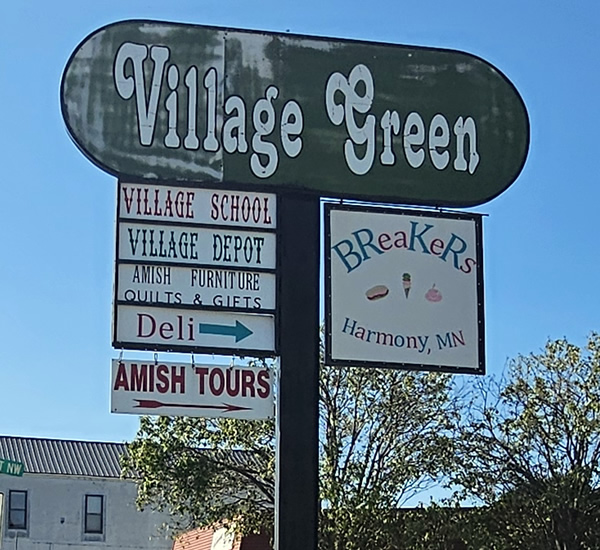 Village Green
VILLAGE SCHOOL
VILLAGE DEPOT
AMISH FURNITURE
QUILTS & GIFTS
Deli
AMISH TOURS
BReaKeRs
Harmony, MN
NW